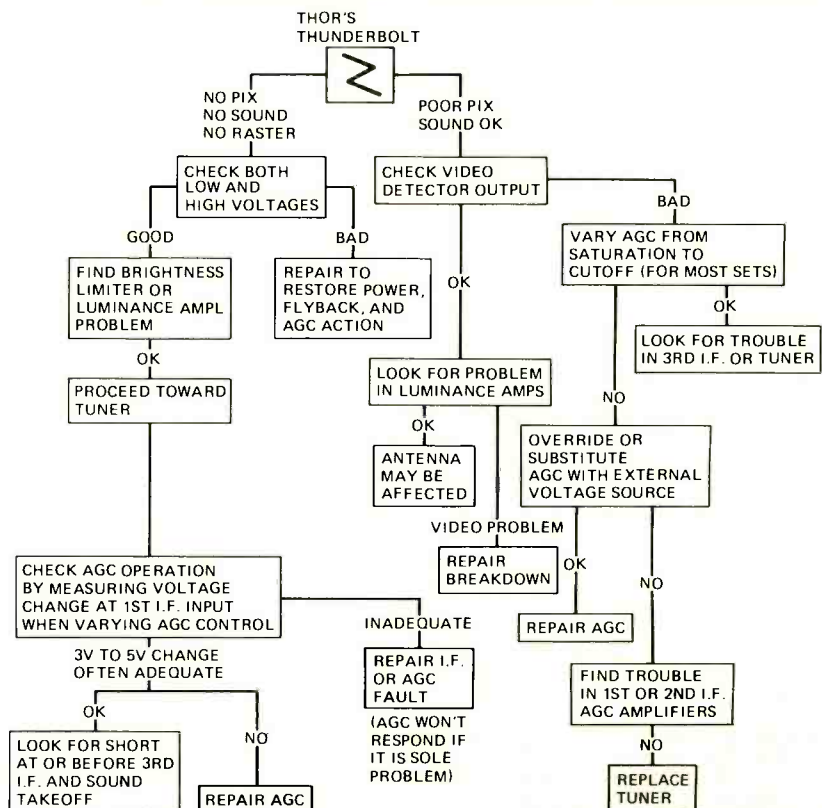 THOR'S
THUNDERBOLT
NO PIX
NO SOUND
NO RASTER
POOR PIX
SOUND OK
CHECK BOTH
LOW AND
HIGH VOLTAGES
CHECK VIDEO
DETECTOR OUTPUT
GOOD
BAD
BAD
FIND BRIGHTNESS
LIMITER OR
LUMINANCE AMPL
PROBLEM
REPAIR TO
RESTORE POWER,
FLYBACK, AND
AGC ACTION
OK
VARY AGC FROM
SATURATION TO
CUTOFF (FOR MOST SETS)
OK
OK
LOOK FOR TROUBLE
IN 3RD I.F. OR TUNER
PROCEED TOWARD
TUNER
LOOK FOR PROBLEM
IN LUMINANCE AMPS
NO
OK
ANTENNA
MAY BE
AFFECTED
OVERRIDE OR
SUBSTITUTE
AGC WITH EXTERNAL
VOLTAGE SOURCE
VIDEO PROBLEM
REPAIR
BREAKDOWN
OK
NO
CHECK AGC OPERATION
BY MEASURING VOLTAGE
CHANGE AT 1ST I.F. INPUT
WHEN VARYING AGC CONTROL
INADEQUATE
REPAIR AGC
3V TO 5V CHANGE
OFTEN ADEQUATE
REPAIR I.F.
OR AGC
FAULT
FIND TROUBLE
IN 1ST OR 2ND I.F.
AGC AMPLIFIERS
OK
NO
(AGC WON'T
RESPOND IF
IT IS SOLE
PROBLEM)
NO
LOOK FOR SHORT
AT OR BEFORE 3RD
I.F. AND SOUND
TAKEOFF
REPAIR AGC
REPLACE
TUNER